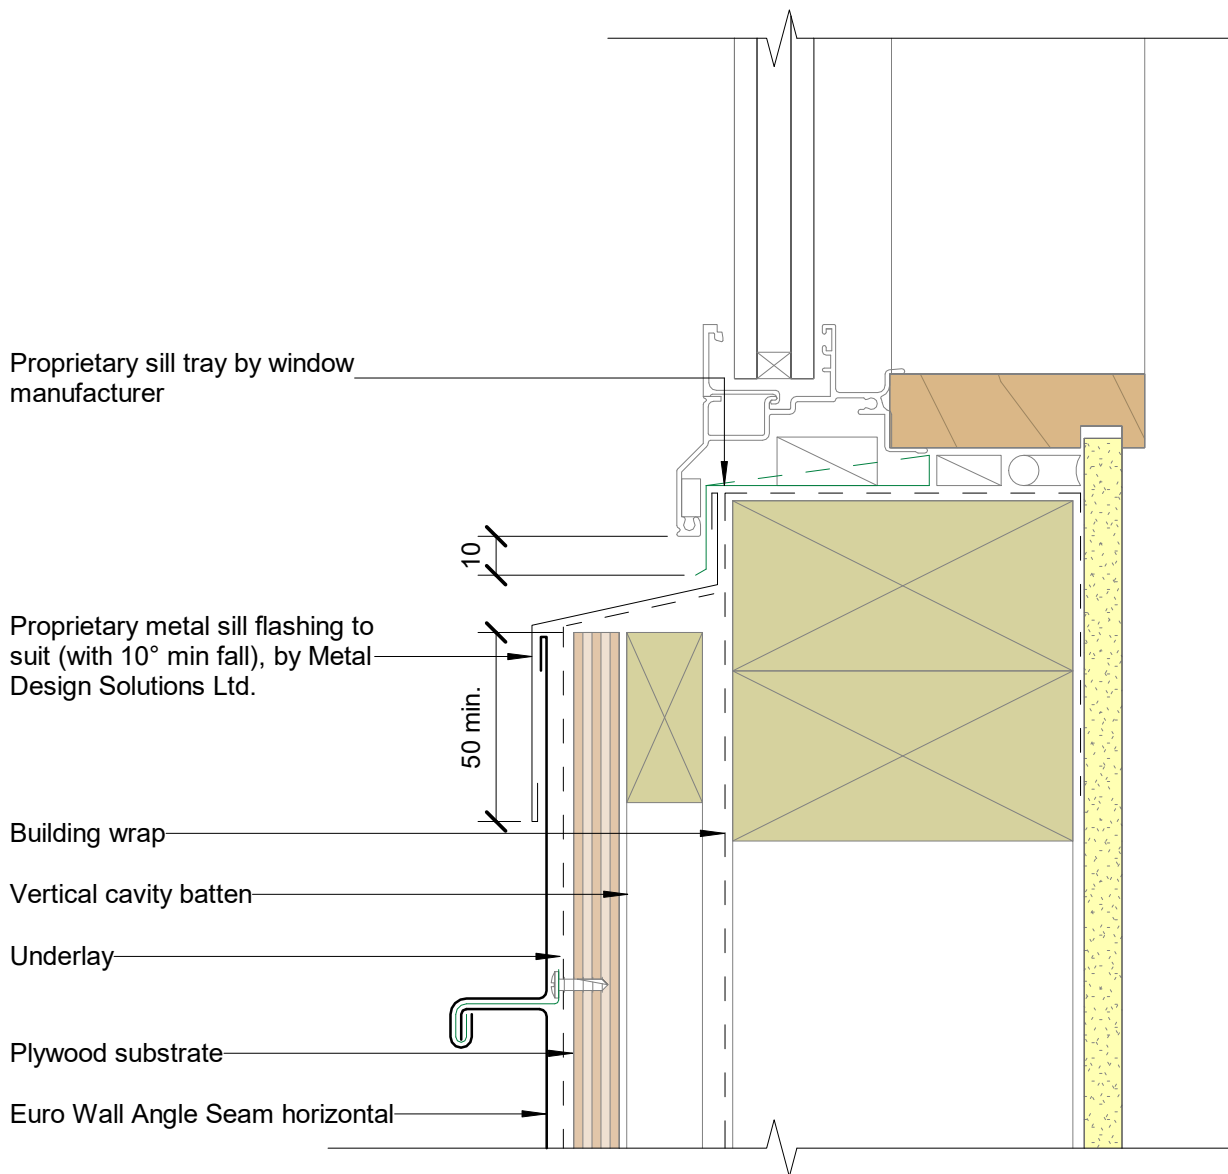 Proprietary sill tray by window
manufacturer
10
Proprietary metal sill flashing to
suit (with 10° min fall), by Metal
Design Solutions Ltd.
50 min.
Building wrap
Vertical cavity batten
Underlay
Plywood substrate
Euro Wall Angle Seam horizontal